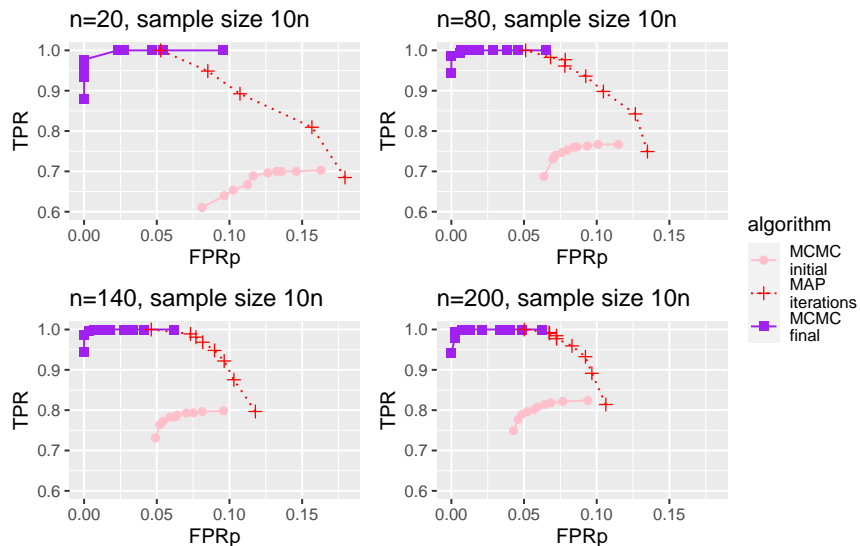 n=20, sample size 10n
n=80, sample size 10n
1.0
0.9
0.8
0.7
0.6
TPR
0.00 0.05 0.10 0.15
FPRp
1.0
0.9
0.8
0.7
0.6
TPR
0.00 0.05 0.10 0.15
FPRp
n=140, sample size 10n
n=200, sample size 10n
1.0
0.9
0.8
0.7
0.6
TPR
0.00 0.05 0.10 0.15
FPRp
1.0
0.9
0.8
0.7
0.6
TPR
0.00 0.05 0.10 0.15
FPRp
algorithm
MCMC
initial
MAP
iterations
MCMC
final